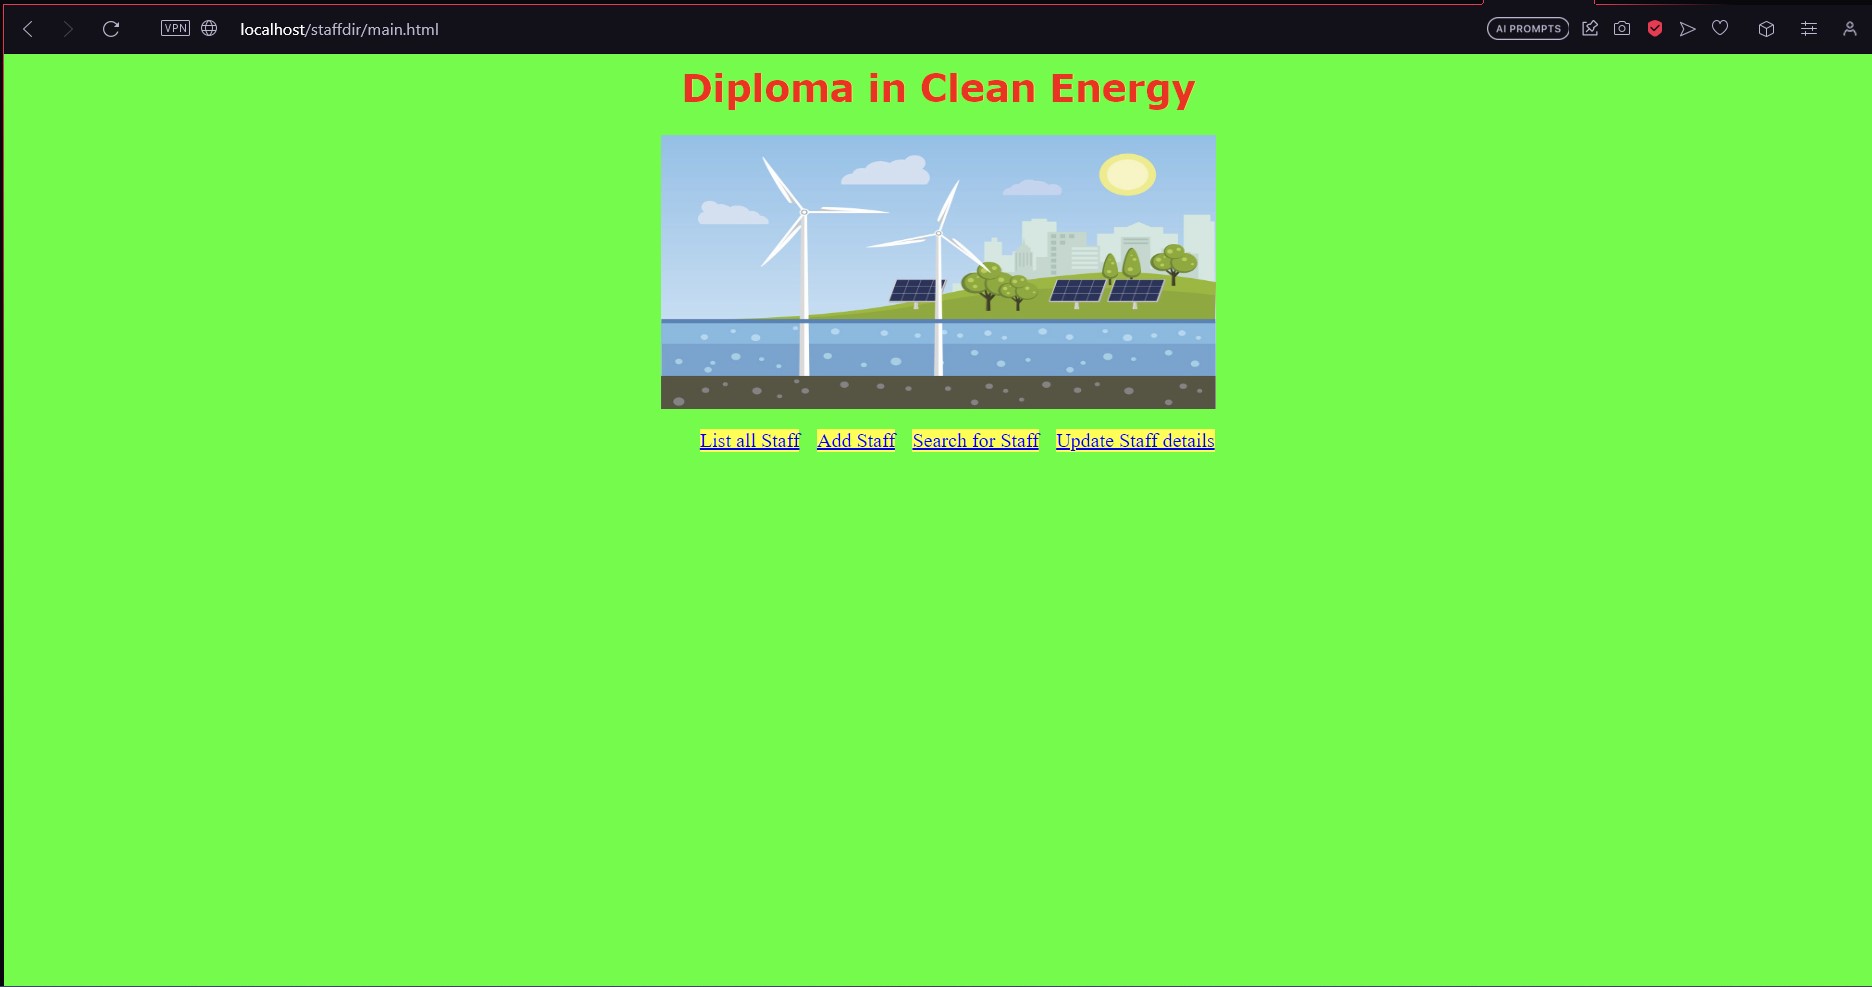 VPN localhost/staffdir/main.html AI PROMPTS
Diploma in Clean Energy
List all Staff Add Staff Search for Staff Update Staff details